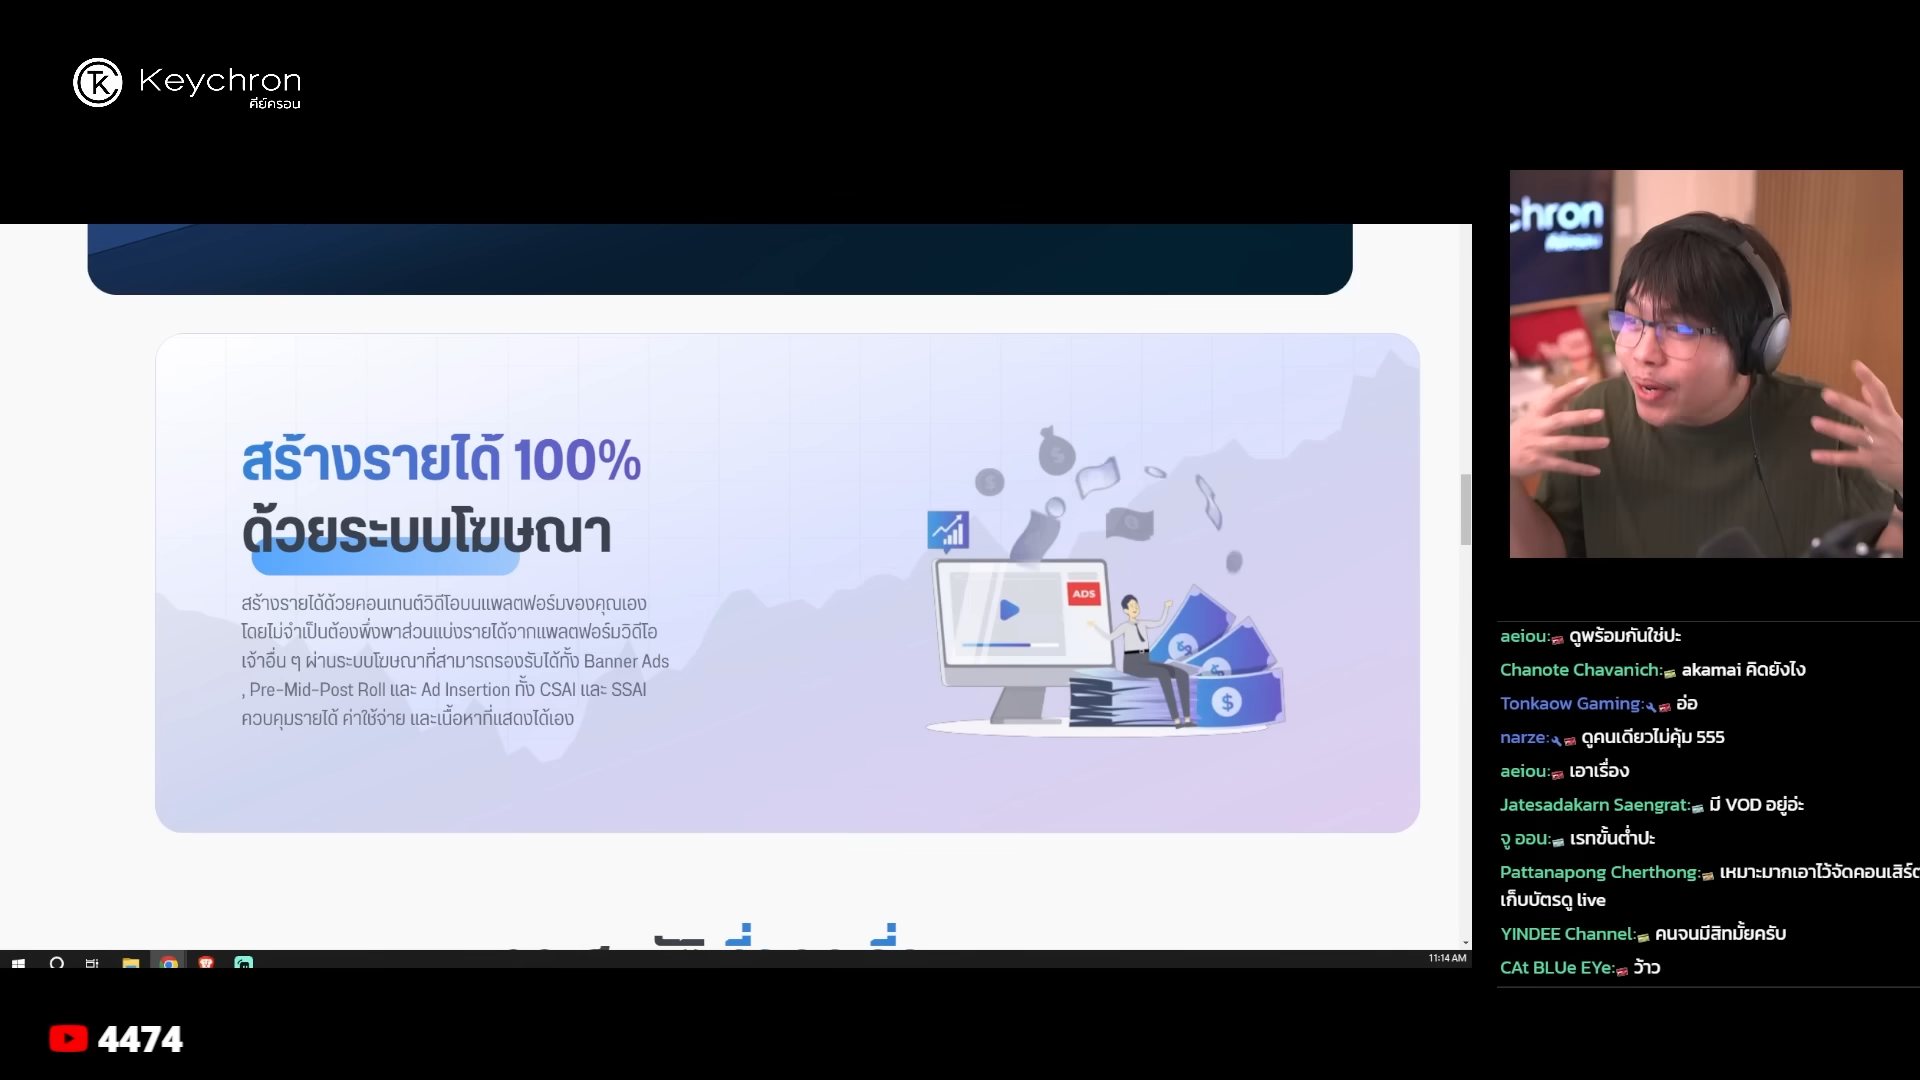 TK Keychron
คีย์ครอน
chron
สร้างรายได้ 100%
ด้วยระบบโฆษณา
สร้างรายได้ด้วยคอนเทนต์วิดีโอบนแพลตฟอร์มของคุณเอง
โดยไม่จำเป็นต้องพึ่งพาส่วนแบ่งรายได้จากแพลตฟอร์มวิดีโอ
เจ้าอื่น ๆ ผ่านระบบโฆษณาที่สามารถรองรับได้ทั้ง Banner Ads
, Pre-Mid-Post Roll และ Ad Insertion ทั้ง CSAI และ SSAI
ควบคุมรายได้ ค่าใช้จ่าย และเนื้อหาที่แสดงได้เอง
ADS
aeiou: ดูพร้อมกันใช่ปะ
Chanote Chavanich: akamai คิดยังไง
Tonkaow Gaming: อ่อ
narze: ดูคนเดียวไม่คุ้ม 555
aeiou: เอาเรื่อง
Jatesadakarn Saengrat: มี VOD อยู่อ่ะ
จู ออน: เรทขั้นต่ำปะ
Pattanapong Cherthong: เหมาะมากเอาไว้จัดคอนเสิร์ต
เก็บบัตรดู live
YINDEE Channel: คนจนมีสิทมั้ยครับ
CAt BLUe EYe: ว้าว
11:14 AM
4474